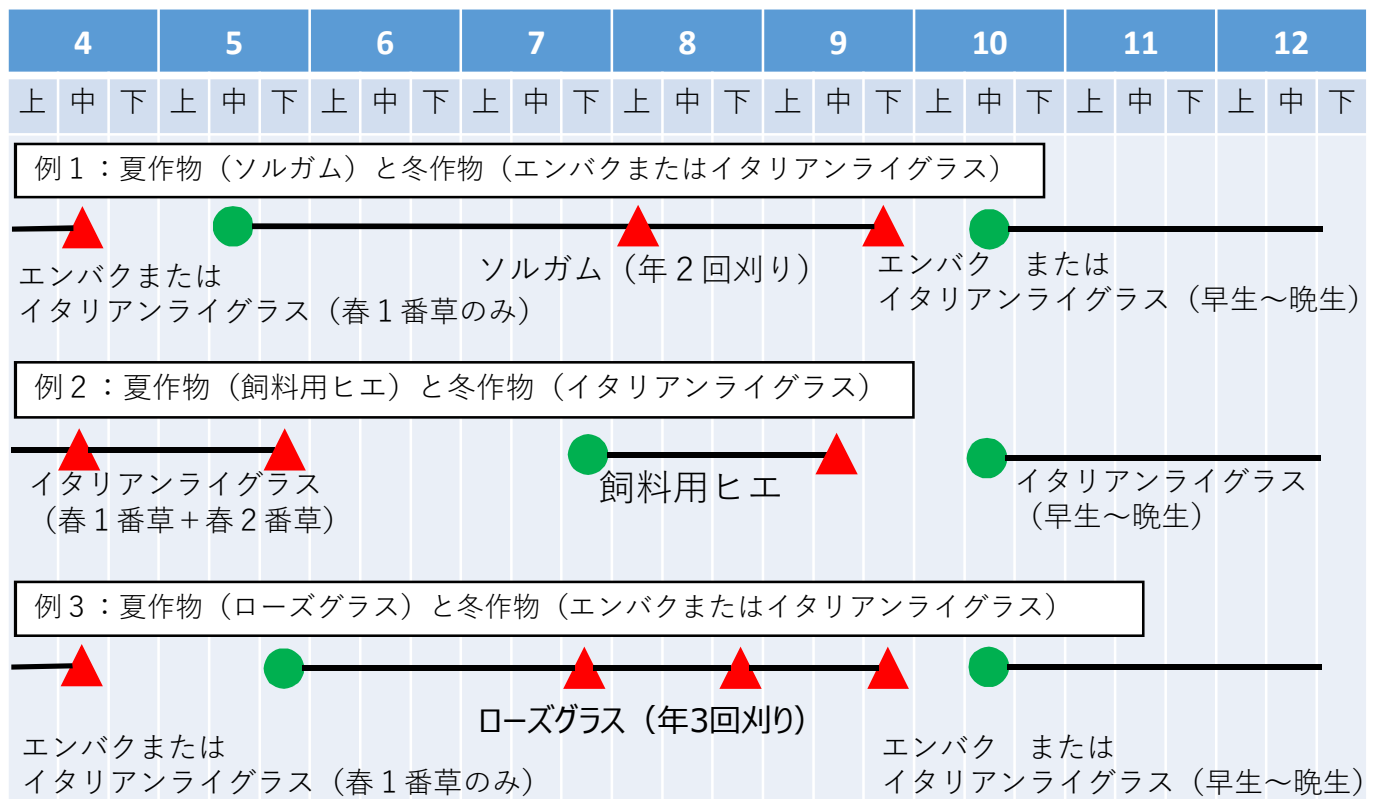 4 5 6 7 8 9 10 11 12
上 中 下 上 中 下 上 中 下 上 中 下 上 中 下 上 中 下 上 中 下 上 中 下 上 中 下
例１：夏作物（ソルガム）と冬作物（エンバクまたはイタリアンライグラス）
エンバクまたは
イタリアンライグラス（春１番草のみ）
ソルガム（年２回刈り）
エンバク　または
イタリアンライグラス（早生～晩生）
例２：夏作物（飼料用ヒエ）と冬作物（イタリアンライグラス）
イタリアンライグラス
（春１番草＋春２番草）
飼料用ヒエ
イタリアンライグラス
（早生～晩生）
例３：夏作物（ローズグラス）と冬作物（エンバクまたはイタリアンライグラス）
ローズグラス（年3回刈り）
エンバクまたは
イタリアンライグラス（春１番草のみ）
エンバク　または
イタリアンライグラス（早生～晩生）